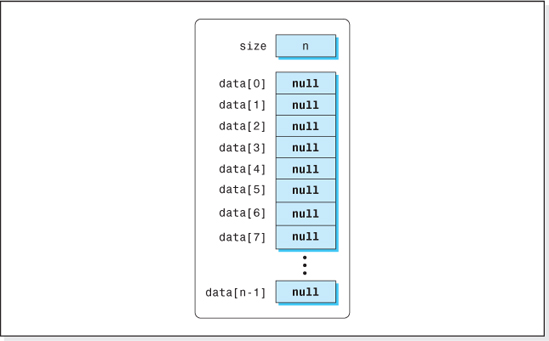 size n
data[0] null
data[1] null
data[2] null
data[3] null
data[4] null
data[5] null
data[6] null
data[7] null
data[n-1] null